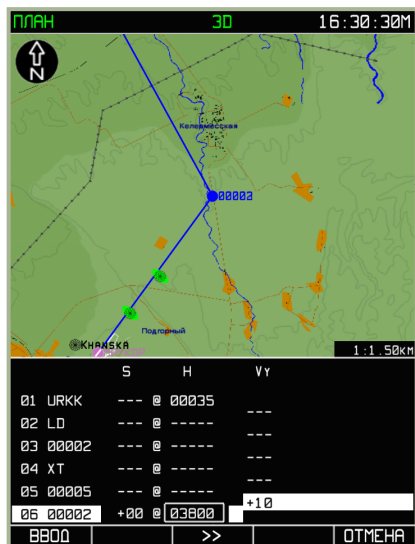 ПЛАН 3D 16:30:30М
N
Келермесская
00002
Подгорный
KHANSKA
1:1.50км
S H Vy
01 URKK --- @ 00035
---
02 LD --- @ -----
---
03 00002 --- @ -----
---
04 XT --- @ -----
---
05 00005 --- @ -----
+10
06 00002 +00 @ 03800
ВВОД >> ОТМЕНА